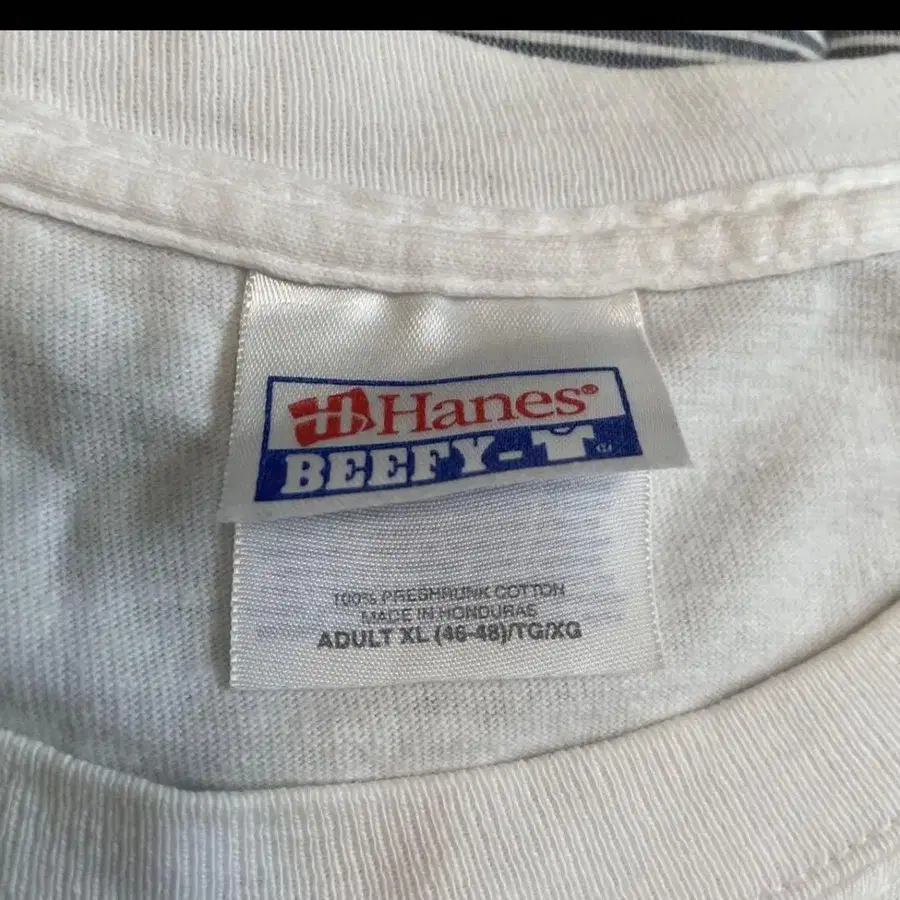 Hanes®
BEEFY-T
100% PRESHRUNK COTTON
MADE IN HONDURAS
ADULT XL (46-48)/TG/XG